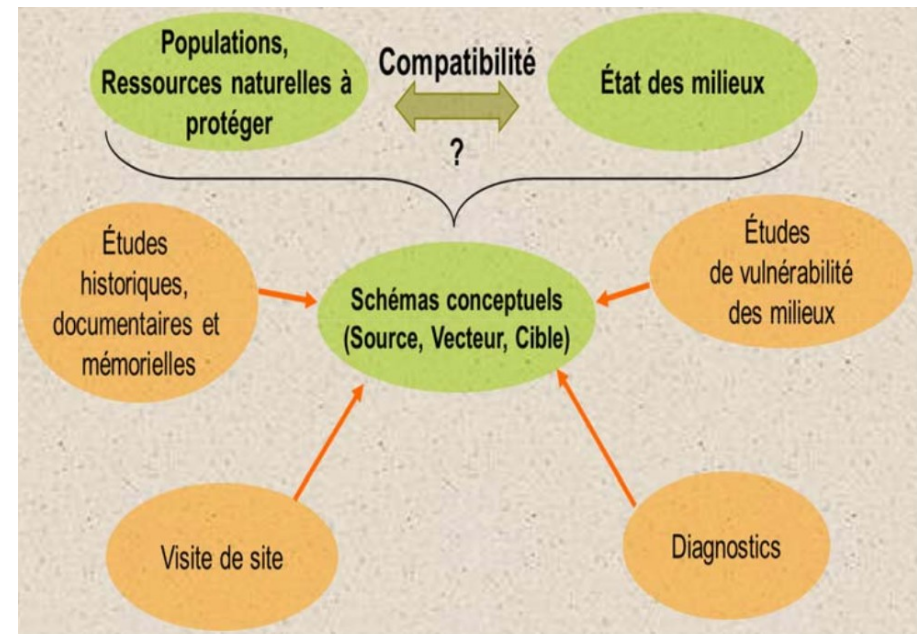 Populations,
Ressources naturelles à
protéger
Compatibilité
?
État des milieux
Études
historiques,
documentaires et
mémorielles
Schémas conceptuels
(Source, Vecteur, Cible)
Études
de vulnérabilité
des milieux
Visite de site
Diagnostics